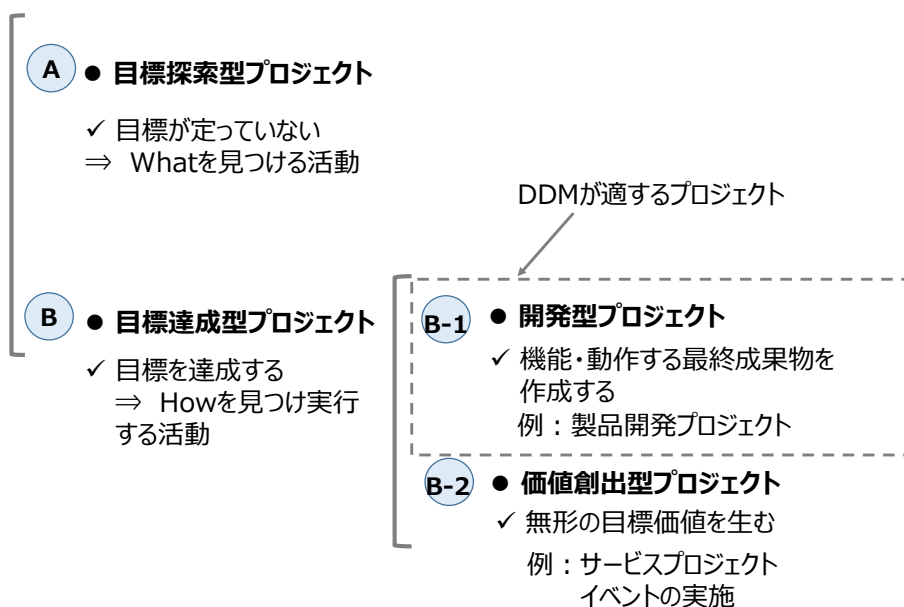 A ● 目標探索型プロジェクト
✓ 目標が定っていない
⇒ Whatを見つける活動
DDMが適するプロジェクト
B ● 目標達成型プロジェクト
✓ 目標を達成する
⇒ Howを見つけ実行
する活動
B-1 ● 開発型プロジェクト
✓ 機能・動作する最終成果物を
作成する
例：製品開発プロジェクト
B-2 ● 価値創出型プロジェクト
✓ 無形の目標価値を生む
例：サービスプロジェクト
イベントの実施